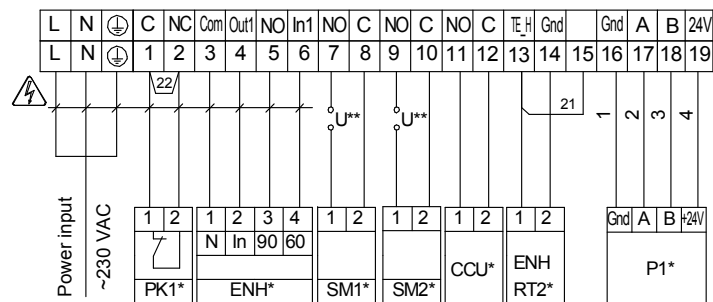 L N C NC Com Out1 NO In1 NO C NO C NO C TE_H Gnd Gnd A B 24V
L N 1 2 3 4 5 6 7 8 9 10 11 12 13 14 15 16 17 18 19
22
21
U** U**
1 2 3 4
Power input
~230 VAC
1 2 1 2 3 4 1 2 1 2 1 2 1 2 Gnd A B +24V
N In 90 60
PK1* ENH* SM1* SM2* CCU* ENH RT2* P1*